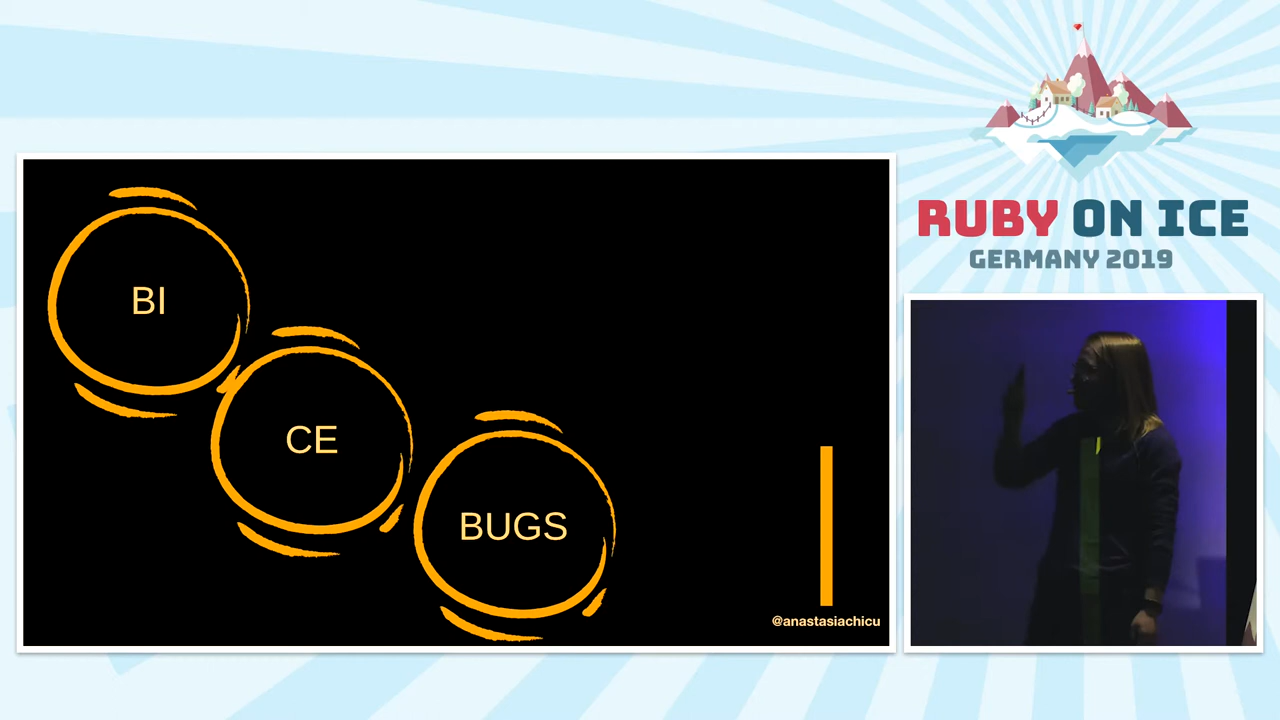 BI
CE
BUGS
@anastasiachicu
RUBY ON ICE
GERMANY 2019